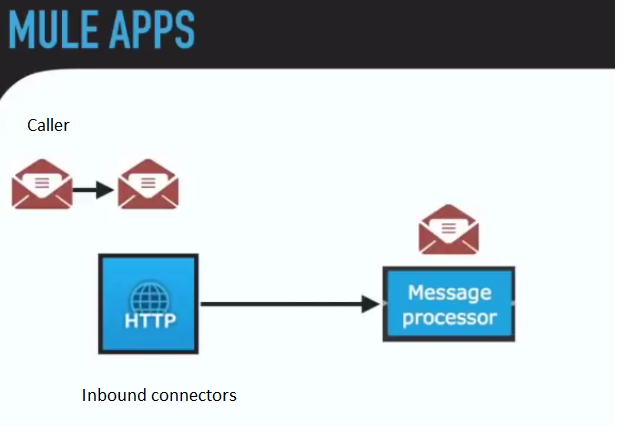 MULE APPS
Caller
HTTP
Message
processor
Inbound connectors